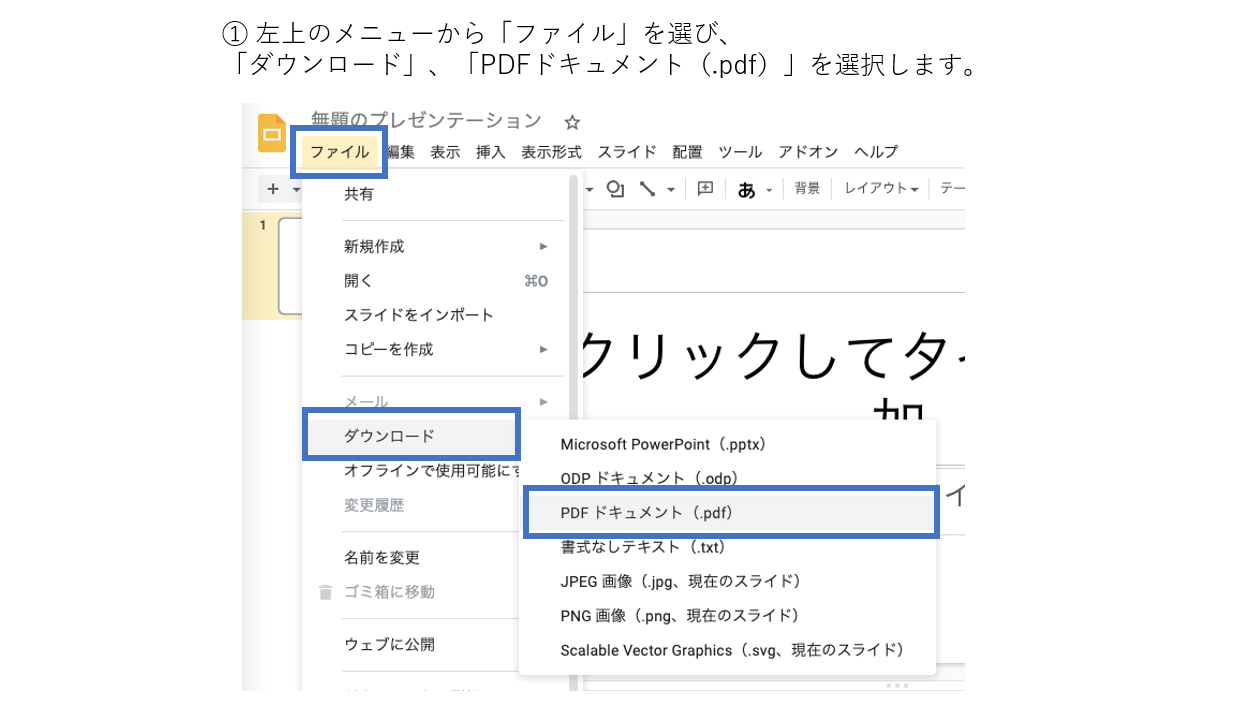 ① 左上のメニューから「ファイル」を選び、
「ダウンロード」、「PDFドキュメント（.pdf）」を選択します。
無題のプレゼンテーション
ファイル 編集 表示 挿入 表示形式 スライド 配置 ツール アドオン ヘルプ
+ あ 背景 レイアウト テー
1
共有
新規作成
開く ⌘O
スライドをインポート
コピーを作成
クリックしてタイ
加
メール
ダウンロード
オフラインで使用可能にす
変更履歴
名前を変更
ゴミ箱に移動
ウェブに公開
Microsoft PowerPoint（.pptx）
ODP ドキュメント（.odp）
PDF ドキュメント（.pdf）
書式なしテキスト（.txt）
JPEG 画像（.jpg、現在のスライド）
PNG 画像（.png、現在のスライド）
Scalable Vector Graphics（.svg、現在のスライド）
イ